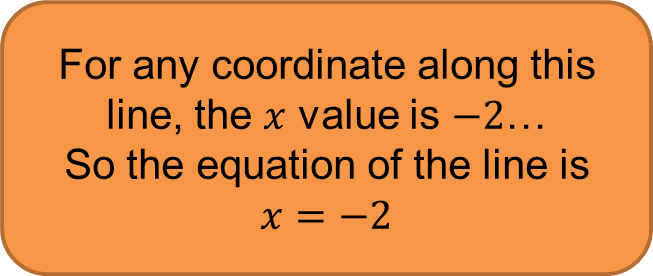 For any coordinate along this
line, the 𝑥 value is −2…
So the equation of the line is
𝑥 = −2